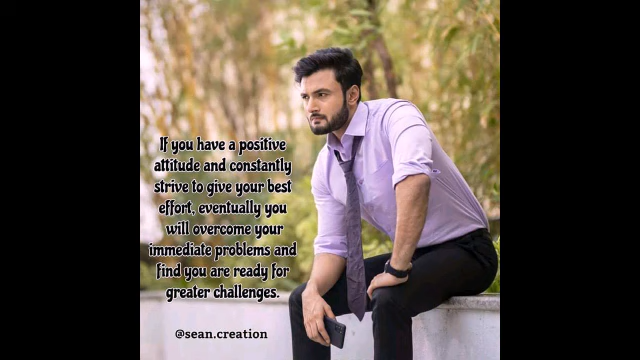 If you have a positive
attitude and constantly
strive to give your best
effort, eventually you
will overcome your
immediate problems and
find you are ready for
greater challenges.
@sean.creation